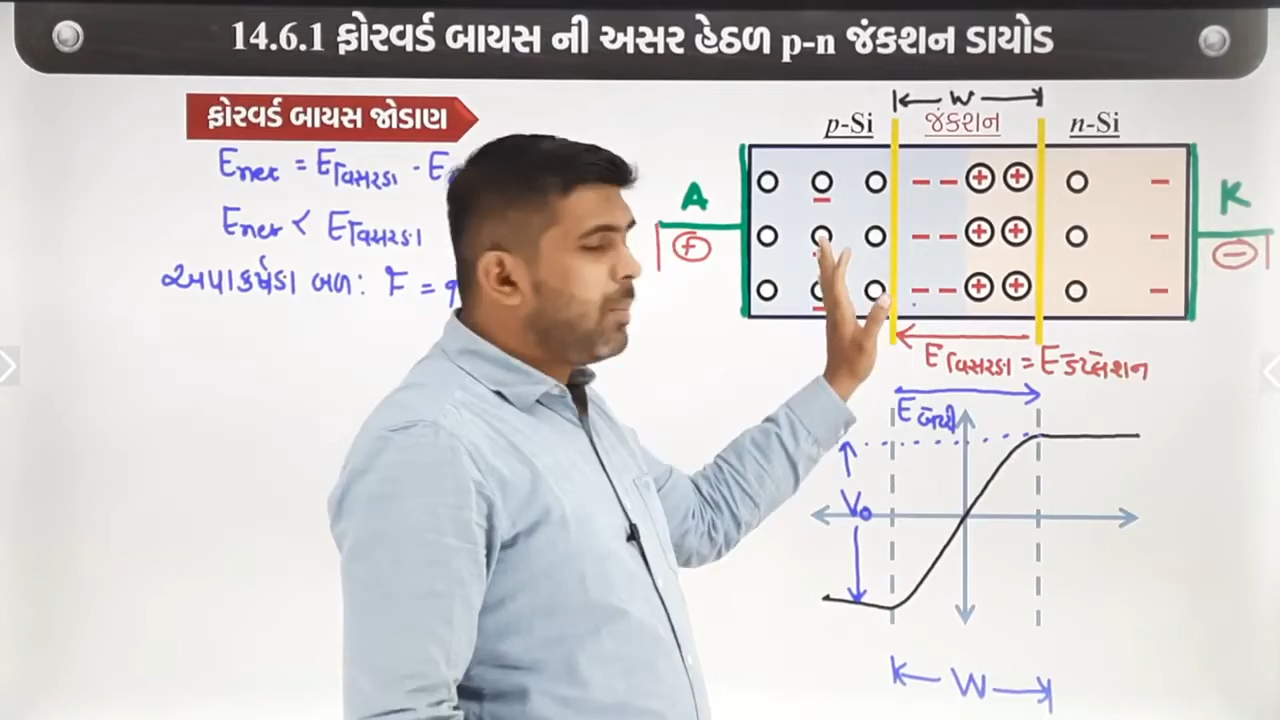 14.6.1 ફોરવર્ડ બાયસ ની અસર હેઠળ p-n જંકશન ડાયોડ
ફોરવર્ડ બાયસ જોડાણ
Enet = Eવિસરણ - E
Enet < Eવિસરણ
અપાકર્ષણ બળ: F = q
W
p-Si
જંકશન
n-Si
A
+
K
-
Eવિસરણ = Eડેપ્લેશન
Eબેટરી
V₀
W